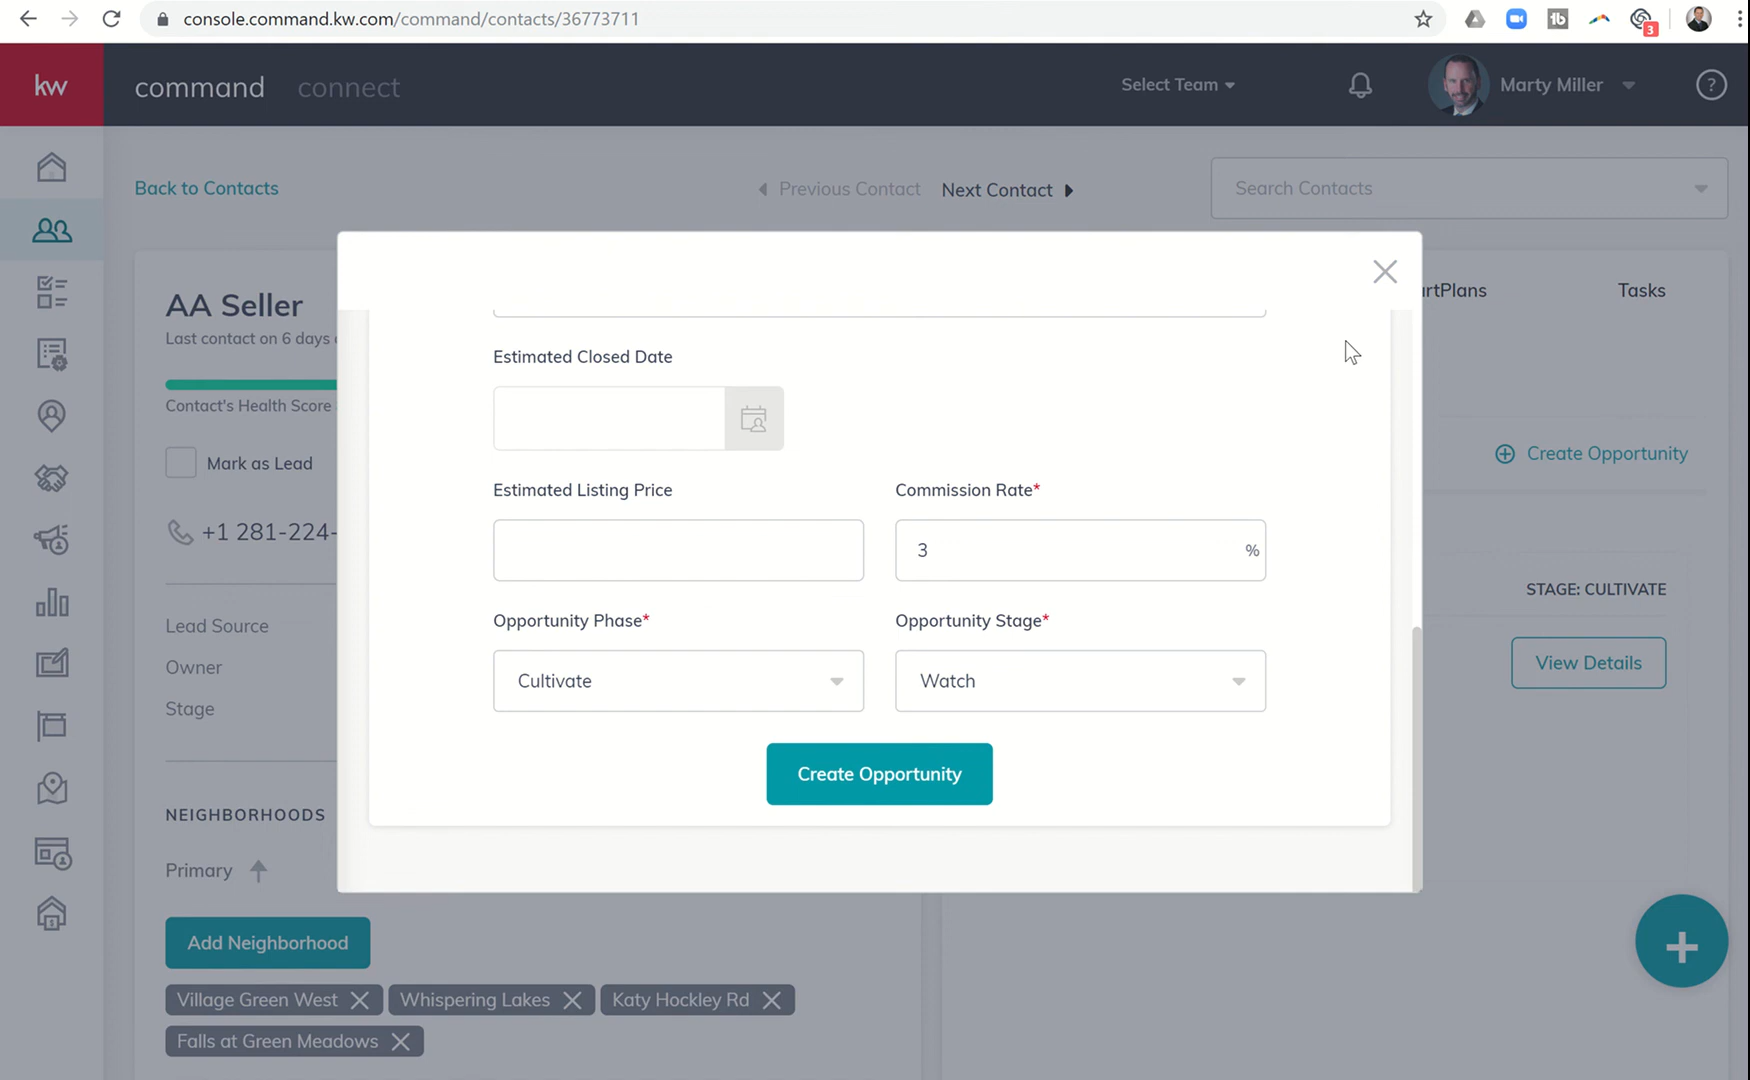 console.command.kw.com/command/contacts/36773711
3
kw
command
connect
Select Team
Marty Miller
?
Back to Contacts
Previous Contact
Next Contact
Search Contacts
AA Seller
Last contact on 6 days
Contact's Health Score
Mark as Lead
+1 281-224-
Lead Source
Owner
Stage
NEIGHBORHOODS
Primary
Add Neighborhood
Village Green West
Whispering Lakes
Katy Hockley Rd
Falls at Green Meadows
Estimated Closed Date
Estimated Listing Price
Commission Rate*
3
%
Opportunity Phase*
Opportunity Stage*
Cultivate
Watch
Create Opportunity
rtPlans
Tasks
Create Opportunity
STAGE: CULTIVATE
View Details
+